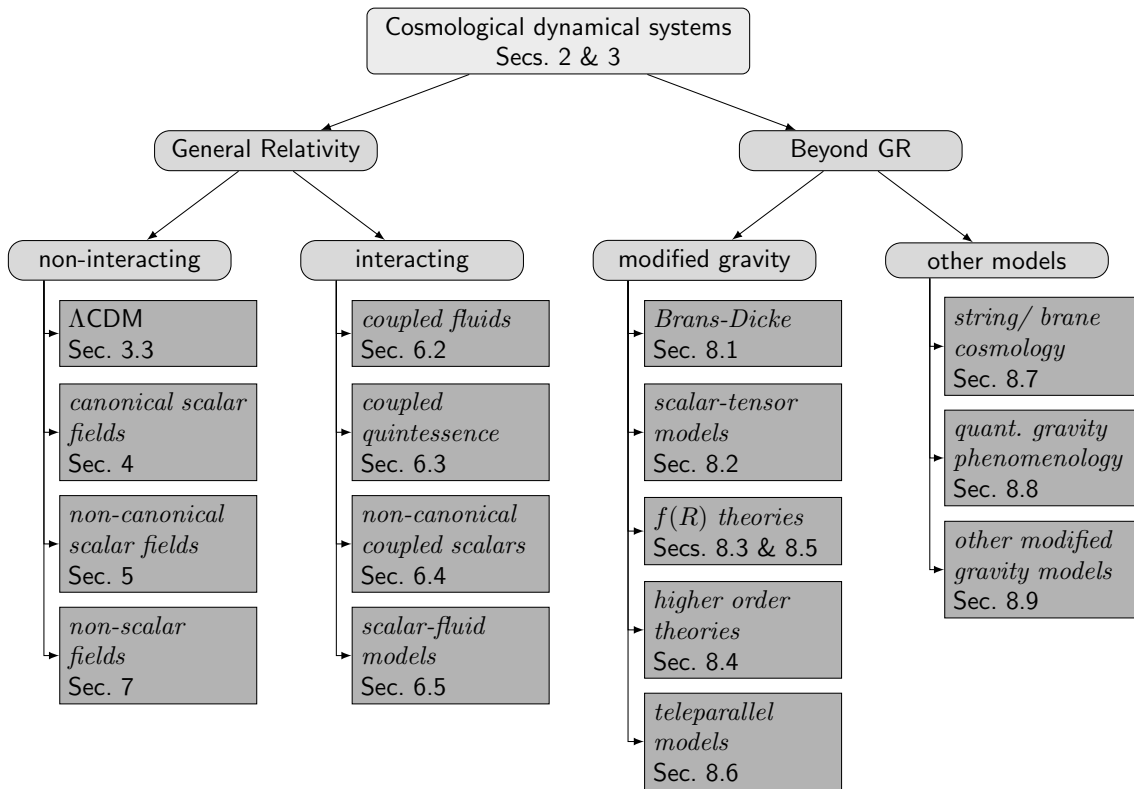 Cosmological dynamical systems
Secs. 2 & 3
General Relativity
Beyond GR
non-interacting
interacting
modified gravity
other models
ΛCDM
Sec. 3.3
canonical scalar
fields
Sec. 4
non-canonical
scalar fields
Sec. 5
non-scalar
fields
Sec. 7
coupled fluids
Sec. 6.2
coupled
quintessence
Sec. 6.3
non-canonical
coupled scalars
Sec. 6.4
scalar-fluid
models
Sec. 6.5
Brans-Dicke
Sec. 8.1
scalar-tensor
models
Sec. 8.2
f(R) theories
Secs. 8.3 & 8.5
higher order
theories
Sec. 8.4
teleparallel
models
Sec. 8.6
string/ brane
cosmology
Sec. 8.7
quant. gravity
phenomenology
Sec. 8.8
other modified
gravity models
Sec. 8.9